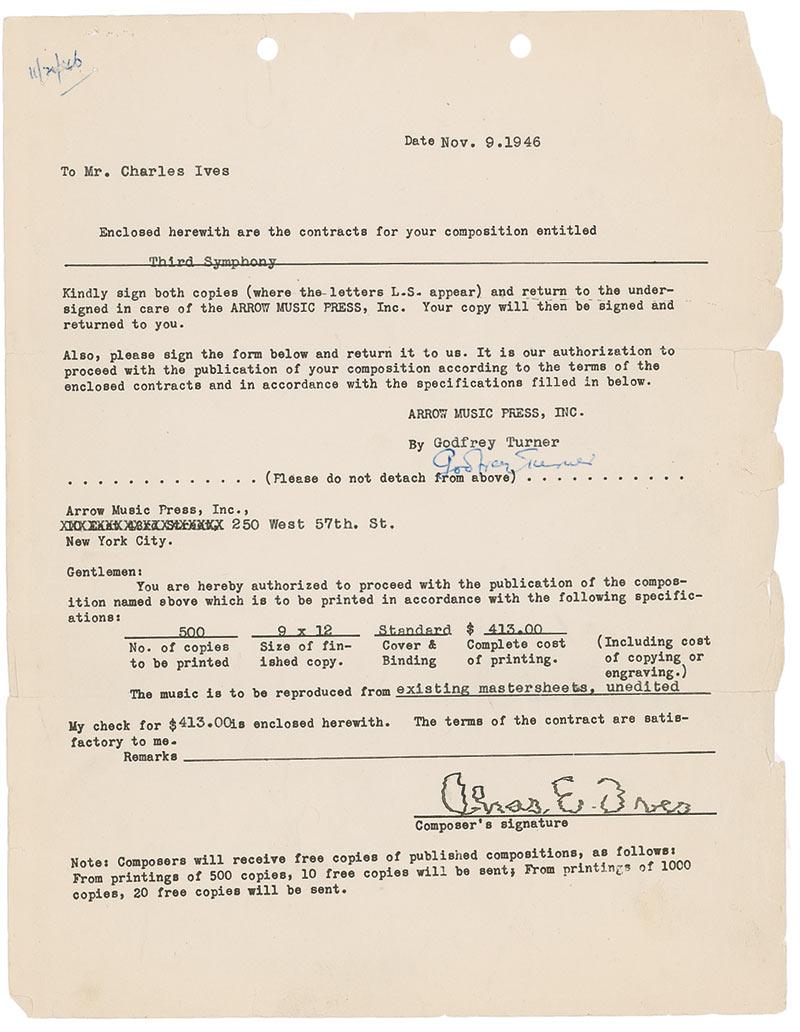 11/20/46
Date Nov. 9.1946
To Mr. Charles Ives
Enclosed herewith are the contracts for your composition entitled
Third Symphony
Kindly sign both copies (where the letters L.S. appear) and return to the under-
signed in care of the ARROW MUSIC PRESS, Inc. Your copy will then be signed and
returned to you.
Also, please sign the form below and return it to us. It is our authorization to
proceed with the publication of your composition according to the terms of the
enclosed contracts and in accordance with the specifications filled in below.
ARROW MUSIC PRESS, INC.
By Godfrey Turner
Godfrey Turner
. . . . . . . . . . . . . (Please do not detach from above) . . . . . . . . . . .
Arrow Music Press, Inc.,
250 West 57th. St.
New York City.
Gentlemen:
You are hereby authorized to proceed with the publication of the compos-
ition named above which is to be printed in accordance with the following specific-
ations:
500 9 x 12 Standard $ 413.00
No. of copies Size of fin- Cover & Complete cost (Including cost
to be printed ished copy. Binding of printing. of copying or
engraving.)
The music is to be reproduced from existing mastersheets, unedited
My check for $413.00is enclosed herewith. The terms of the contract are satis-
factory to me.
Remarks
Chas. E. Ives
Composer's signature
Note: Composers will receive free copies of published compositions, as follows:
From printings of 500 copies, 10 free copies will be sent; From printings of 1000
copies, 20 free copies will be sent.